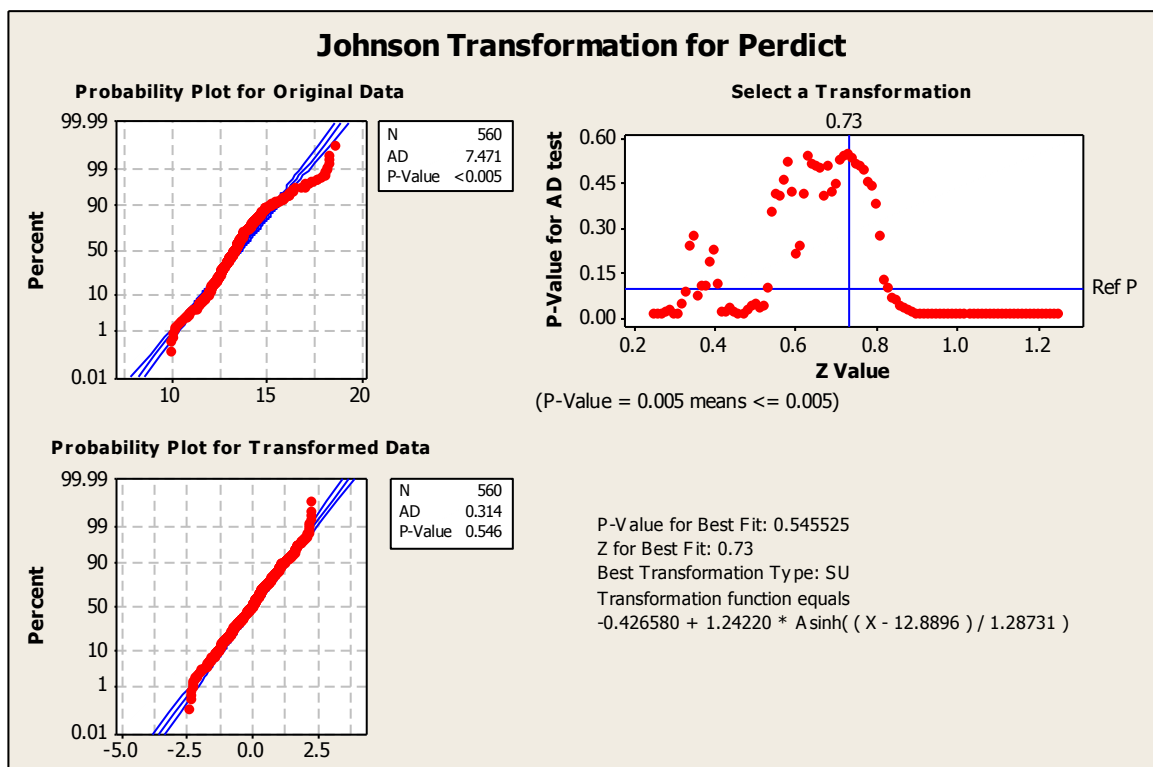 Johnson Transformation for Perdict
Probability Plot for Original Data
99.99
99
90
50
10
1
0.01
Percent
10 15 20
N 560
AD 7.471
P-Value <0.005
Select a Transformation
0.73
0.60
0.45
0.30
0.15
0.00
P-Value for AD test
Ref P
0.2 0.4 0.6 0.8 1.0 1.2
Z Value
(P-Value = 0.005 means <= 0.005)
Probability Plot for Transformed Data
99.99
99
90
50
10
1
0.01
Percent
-5.0 -2.5 0.0 2.5
N 560
AD 0.314
P-Value 0.546
P-Value for Best Fit: 0.545525
Z for Best Fit: 0.73
Best Transformation Type: SU
Transformation function equals
-0.426580 + 1.24220 * Asinh( ( X - 12.8896 ) / 1.28731 )